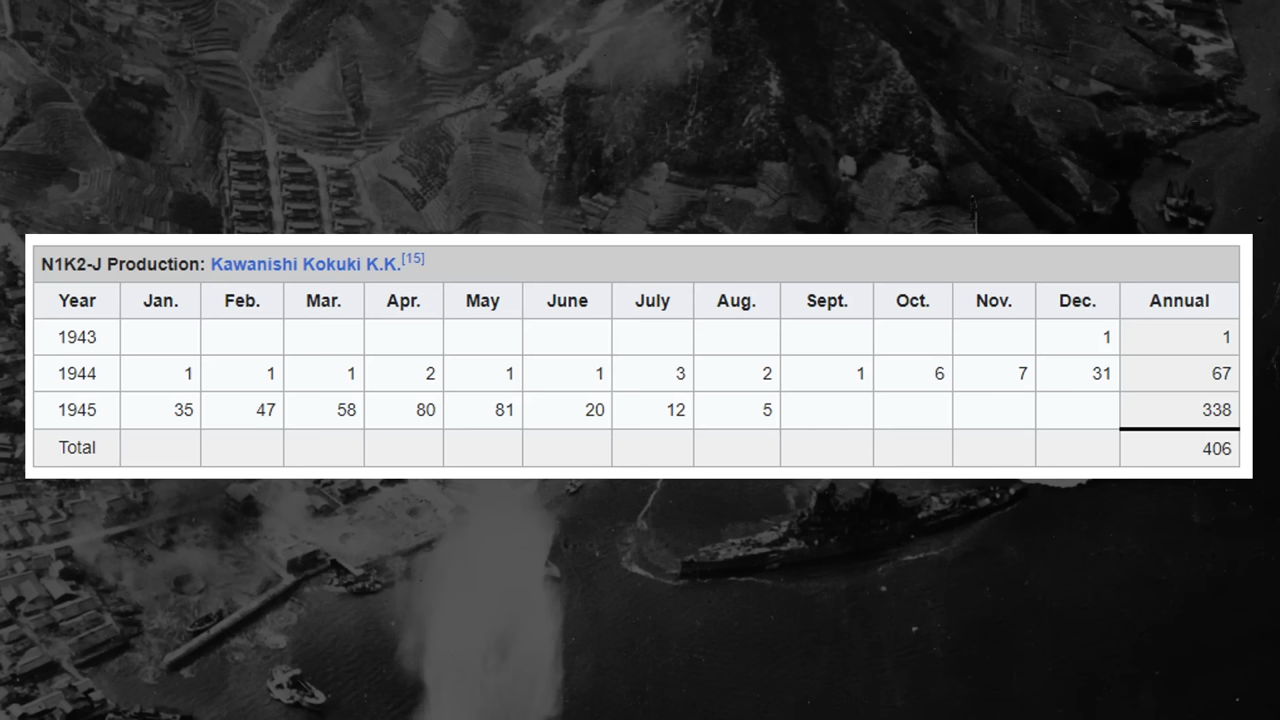 N1K2-J Production: Kawanishi Kokuki K.K.[15]
Year Jan. Feb. Mar. Apr. May June July Aug. Sept. Oct. Nov. Dec. Annual
1943 1 1
1944 1 1 1 2 1 1 3 2 1 6 7 31 67
1945 35 47 58 80 81 20 12 5 338
Total 406